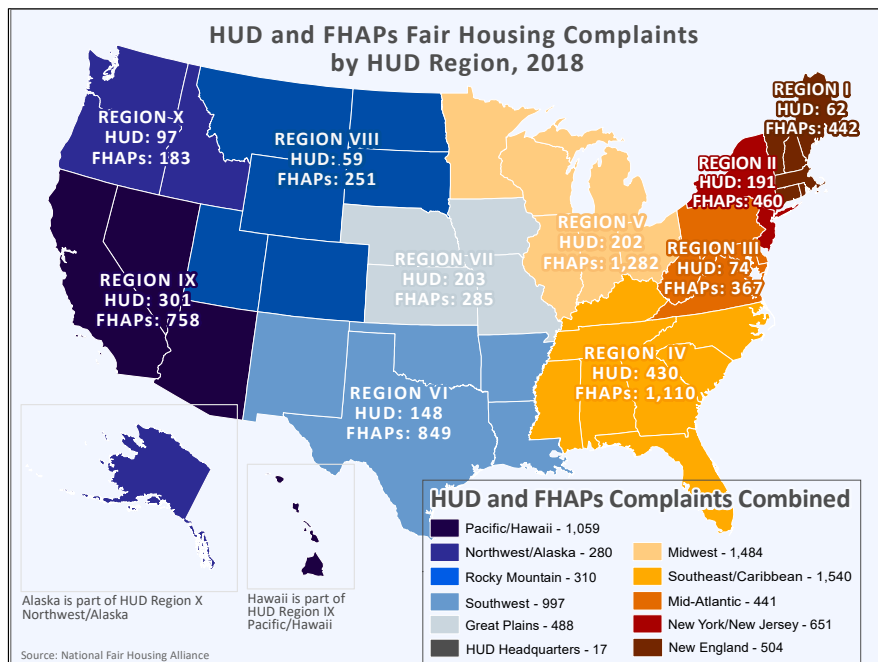 HUD and FHAPs Fair Housing Complaints
by HUD Region, 2018
REGION I
HUD: 62
FHAPs: 442
REGION X
HUD: 97
FHAPs: 183
REGION VIII
HUD: 59
FHAPs: 251
REGION II
HUD: 191
FHAPs: 460
REGION V
HUD: 202
FHAPs: 1,282
REGION III
HUD: 74
FHAPs: 367
REGION VII
HUD: 203
FHAPs: 285
REGION IX
HUD: 301
FHAPs: 758
REGION IV
HUD: 430
FHAPs: 1,110
REGION VI
HUD: 148
FHAPs: 849
HUD and FHAPs Complaints Combined
Pacific/Hawaii - 1,059
Northwest/Alaska - 280
Rocky Mountain - 310
Southwest - 997
Great Plains - 488
HUD Headquarters - 17
Midwest - 1,484
Southeast/Caribbean - 1,540
Mid-Atlantic - 441
New York/New Jersey - 651
New England - 504
Alaska is part of HUD Region X
Northwest/Alaska
Hawaii is part of
HUD Region IX
Pacific/Hawaii
Source: National Fair Housing Alliance